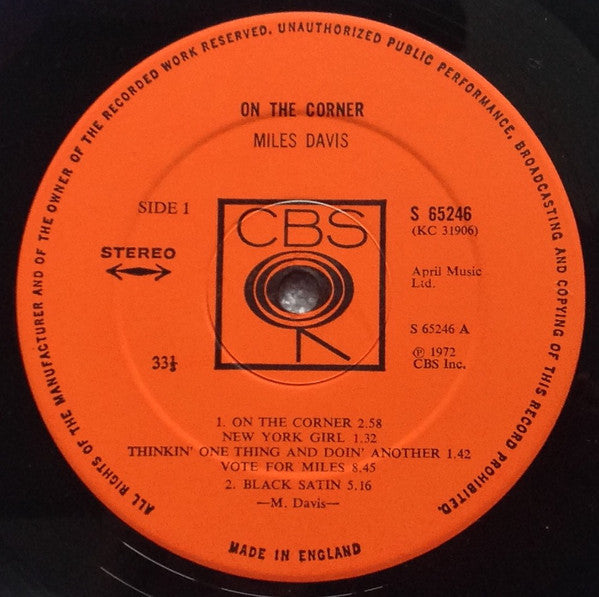 ALL RIGHTS OF THE MANUFACTURER AND OF THE OWNER OF THE RECORDED WORK RESERVED. UNAUTHORIZED PUBLIC PERFORMANCE, BROADCASTING AND COPYING OF THIS RECORD PROHIBITED.
ON THE CORNER
MILES DAVIS
SIDE 1
CBS
S 65246
(KC 31906)
STEREO
April Music
Ltd.
S 65246 A
33⅓
℗ 1972
CBS Inc.
1. ON THE CORNER 2.58
NEW YORK GIRL 1.32
THINKIN' ONE THING AND DOIN' ANOTHER 1.42
VOTE FOR MILES 8.45
2. BLACK SATIN 5.16
—M. Davis—
MADE IN ENGLAND